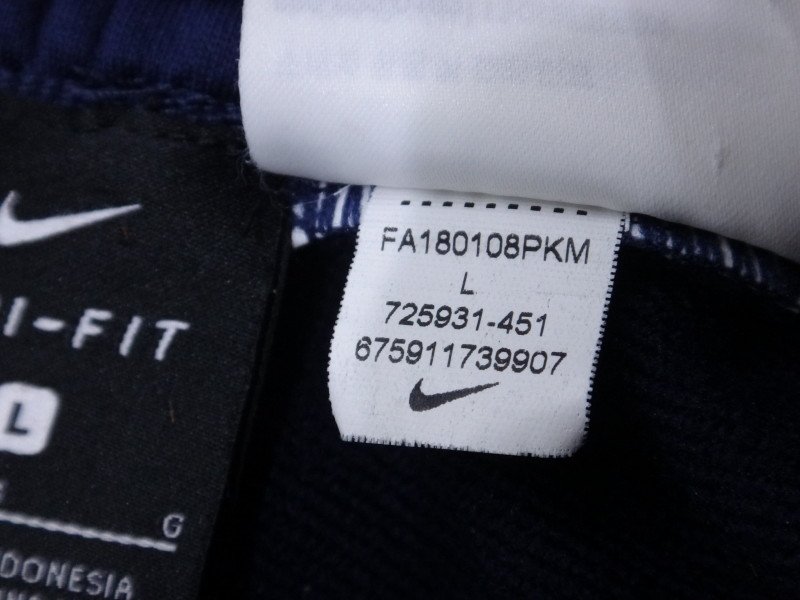 FA180108PKM
L
725931-451
675911739907
I-FIT
L
G
DONESIA